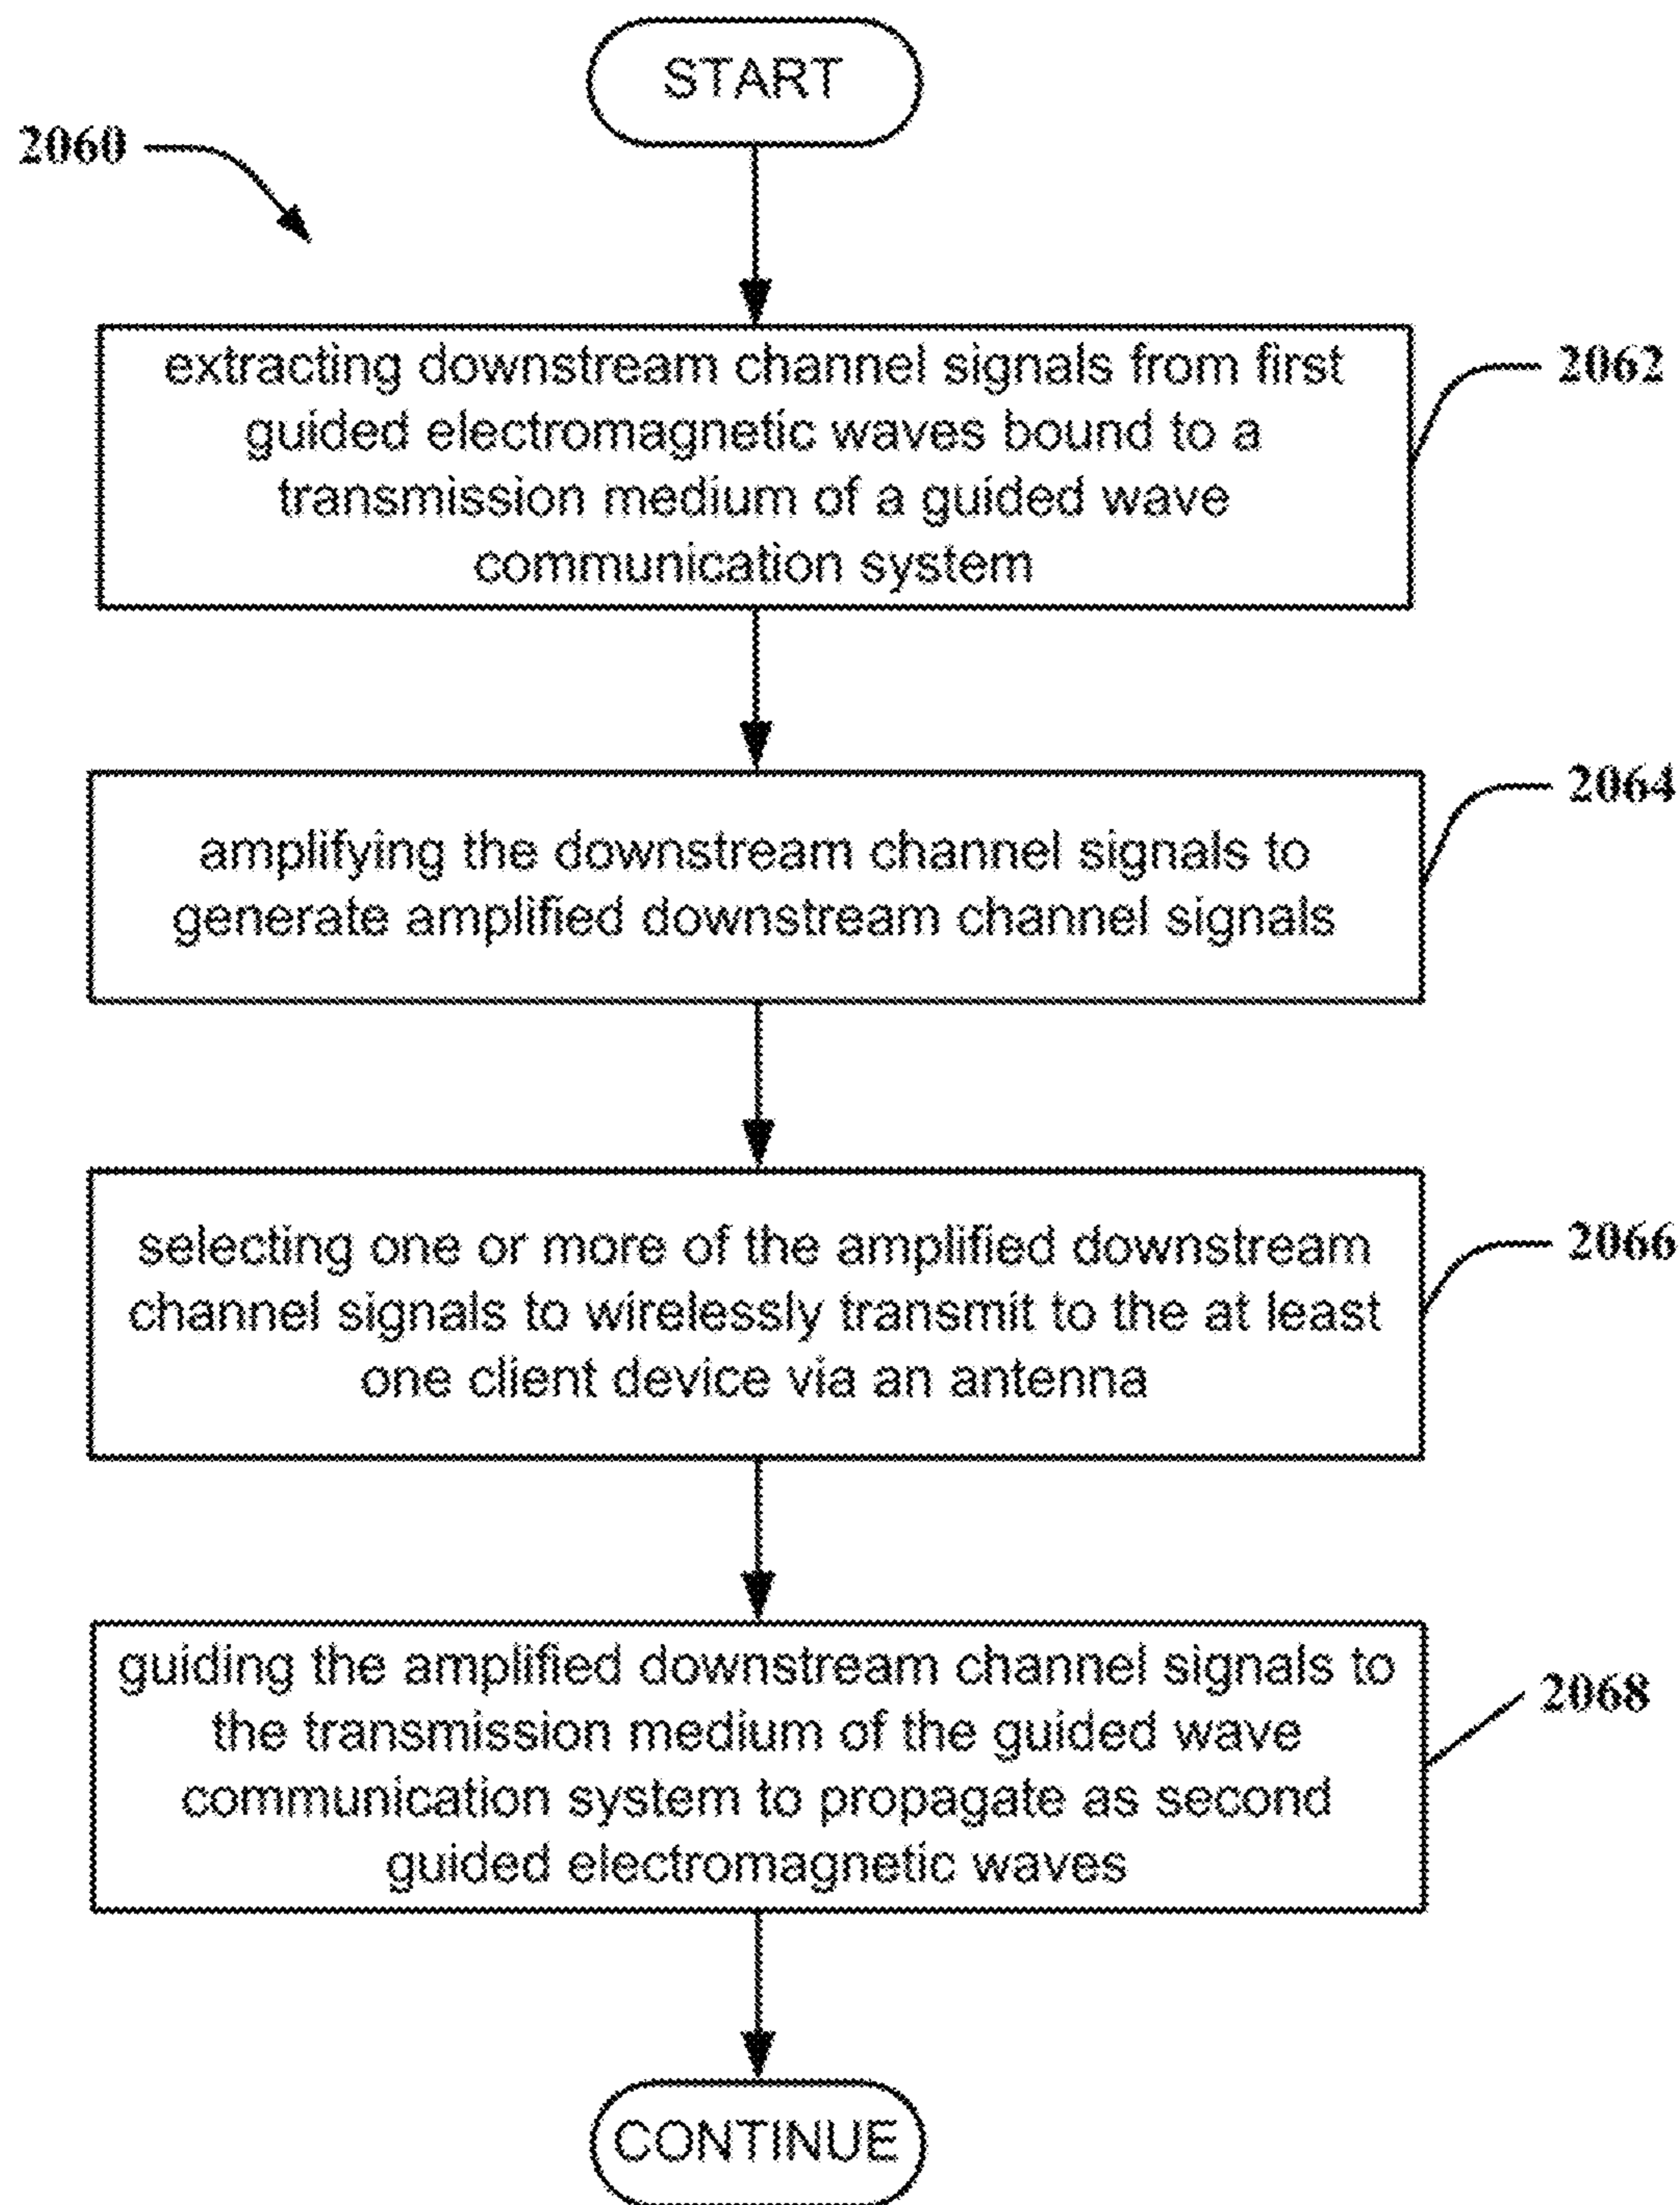 START
2060
extracting downstream channel signals from first
guided electromagnetic waves bound to a
transmission medium of a guided wave
communication system
2062
amplifying the downstream channel signals to
generate amplified downstream channel signals
2064
selecting one or more of the amplified downstream
channel signals to wirelessly transmit to the at least
one client device via an antenna
2066
guiding the amplified downstream channel signals to
the transmission medium of the guided wave
communication system to propagate as second
guided electromagnetic waves
2068
CONTINUE